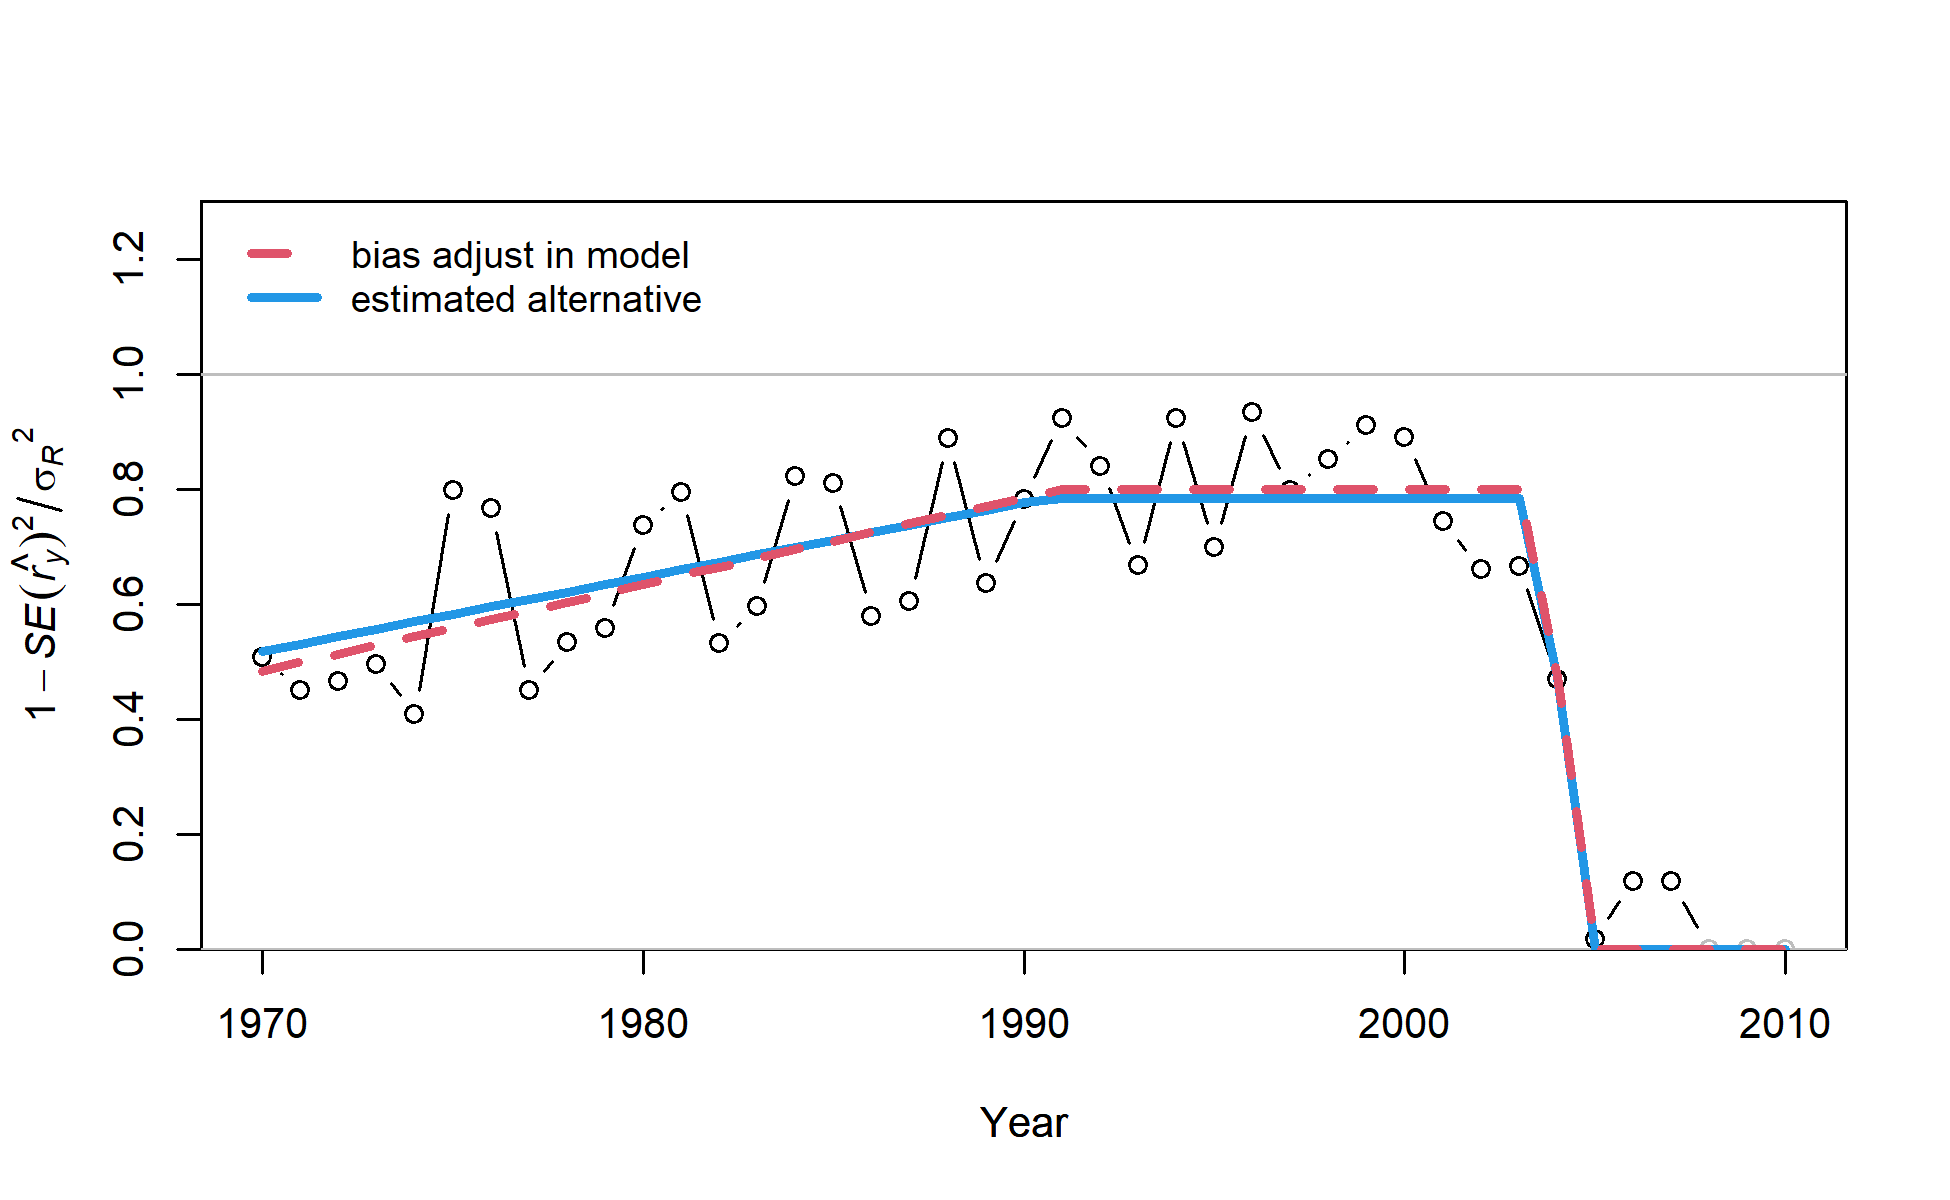 bias adjust in model
estimated alternative
1 − SE(r̂y)² / σR²
1.2
1.0
0.8
0.6
0.4
0.2
0.0
1970 1980 1990 2000 2010
Year